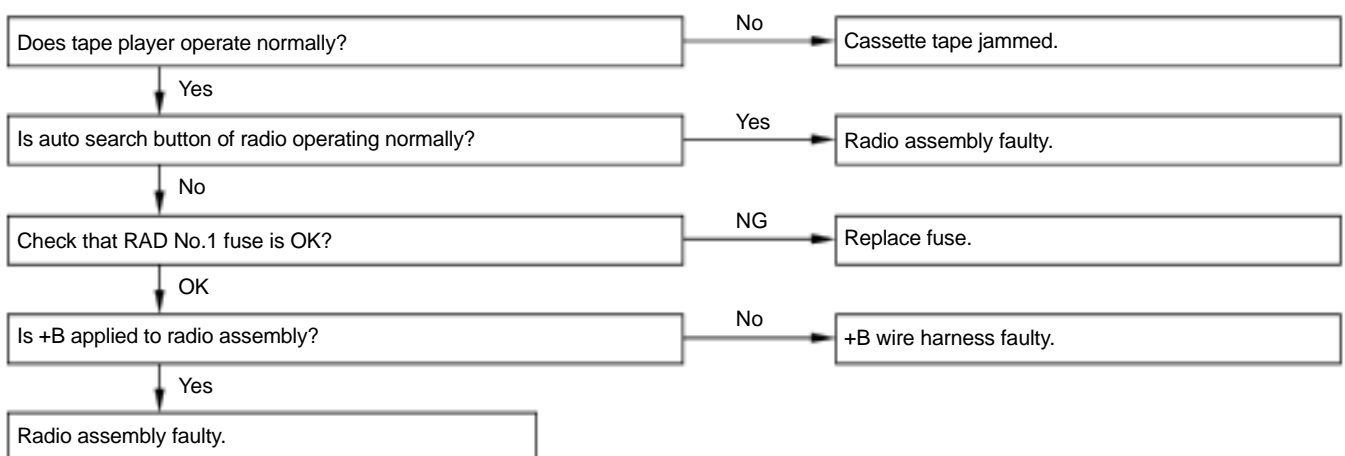 Does tape player operate normally?
No
Cassette tape jammed.
Yes
Is auto search button of radio operating normally?
Yes
Radio assembly faulty.
No
Check that RAD No.1 fuse is OK?
NG
Replace fuse.
OK
Is +B applied to radio assembly?
No
+B wire harness faulty.
Yes
Radio assembly faulty.